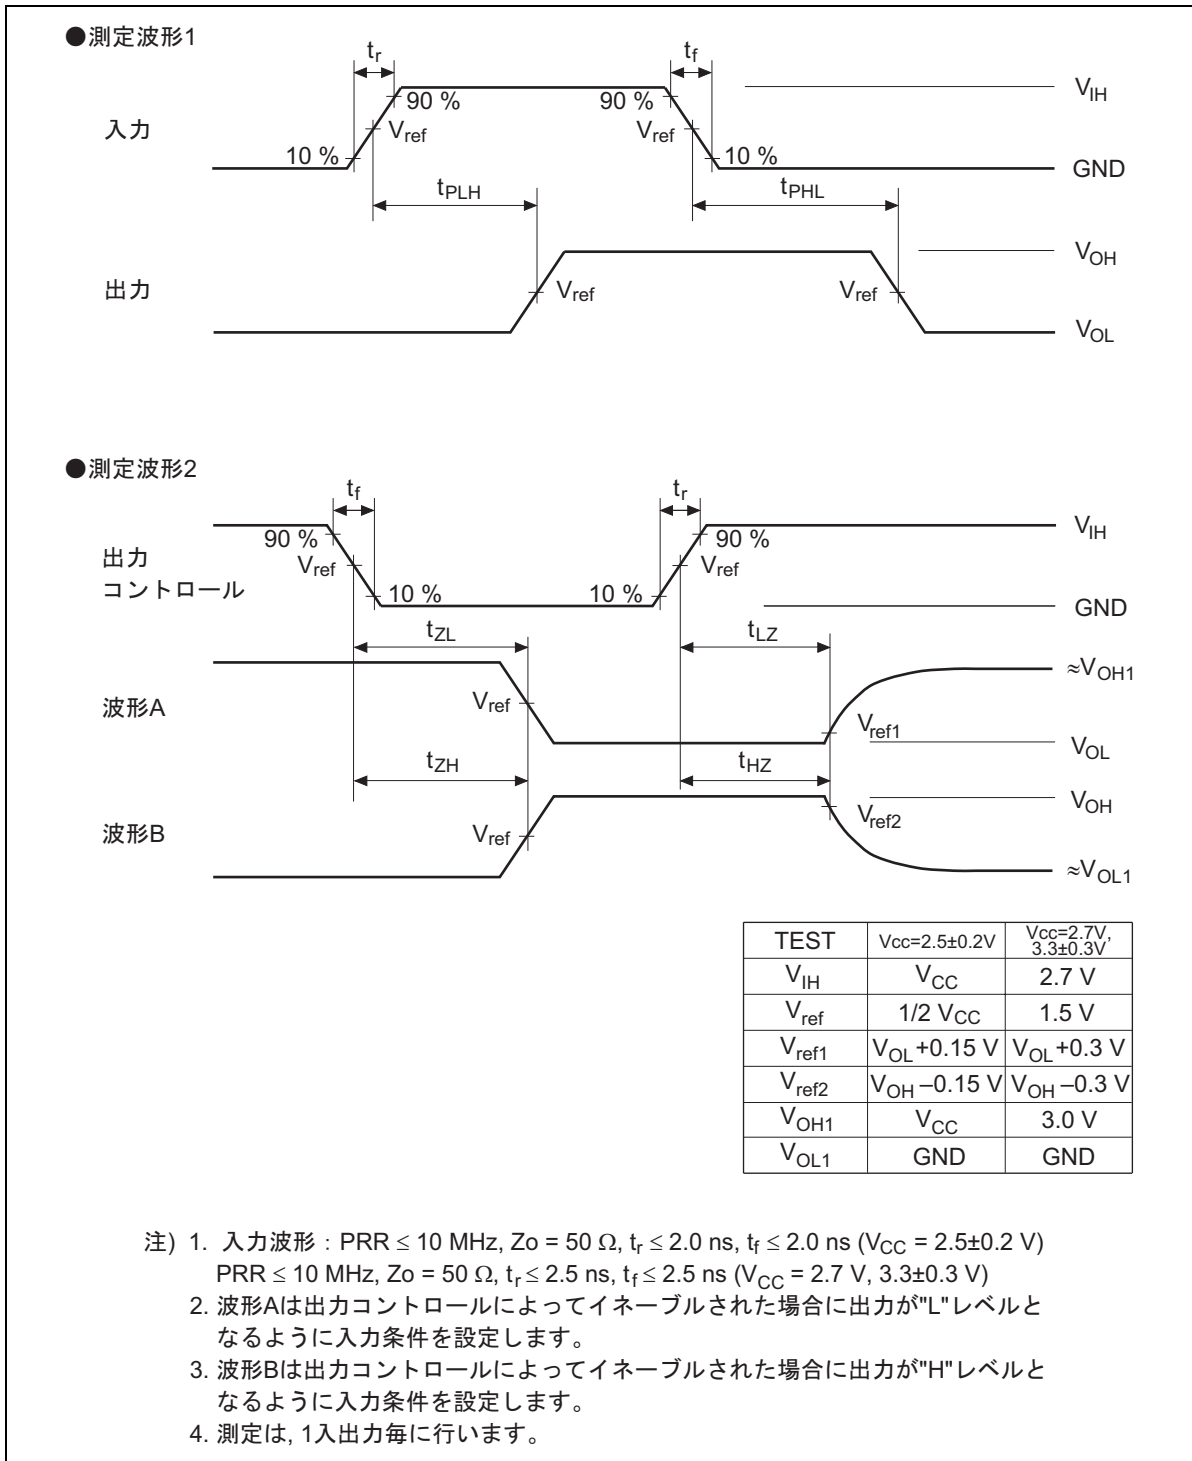 ●測定波形1
tr
tf
90 %
90 %
VIH
入力
Vref
Vref
10 %
10 %
GND
tPLH
tPHL
VOH
出力
Vref
Vref
VOL
●測定波形2
tf
tr
VIH
90 %
90 %
出力
コントロール
Vref
Vref
10 %
10 %
GND
tZL
tLZ
≈VOH1
波形A
Vref
Vref1
VOL
tZH
tHZ
VOH
波形B
Vref
Vref2
≈VOL1
TEST Vcc=2.5±0.2V Vcc=2.7V, 3.3±0.3V
VIH VCC 2.7 V
Vref 1/2 VCC 1.5 V
Vref1 VOL +0.15 V VOL +0.3 V
Vref2 VOH –0.15 V VOH –0.3 V
VOH1 VCC 3.0 V
VOL1 GND GND
注) 1. 入力波形 : PRR ≤ 10 MHz, Zo = 50 Ω, tr ≤ 2.0 ns, tf ≤ 2.0 ns (VCC = 2.5±0.2 V)
PRR ≤ 10 MHz, Zo = 50 Ω, tr ≤ 2.5 ns, tf ≤ 2.5 ns (VCC = 2.7 V, 3.3±0.3 V)
2. 波形Aは出力コントロールによってイネーブルされた場合に出力が"L"レベルと
なるように入力条件を設定します。
3. 波形Bは出力コントロールによってイネーブルされた場合に出力が"H"レベルと
なるように入力条件を設定します。
4. 測定は, 1入出力毎に行います。